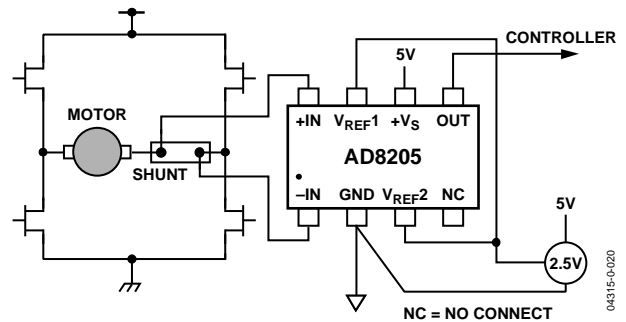 CONTROLLER
5V
MOTOR
SHUNT
+IN VREF1 +VS OUT
AD8205
–IN GND VREF2 NC
5V
2.5V
NC = NO CONNECT
04315-0-020